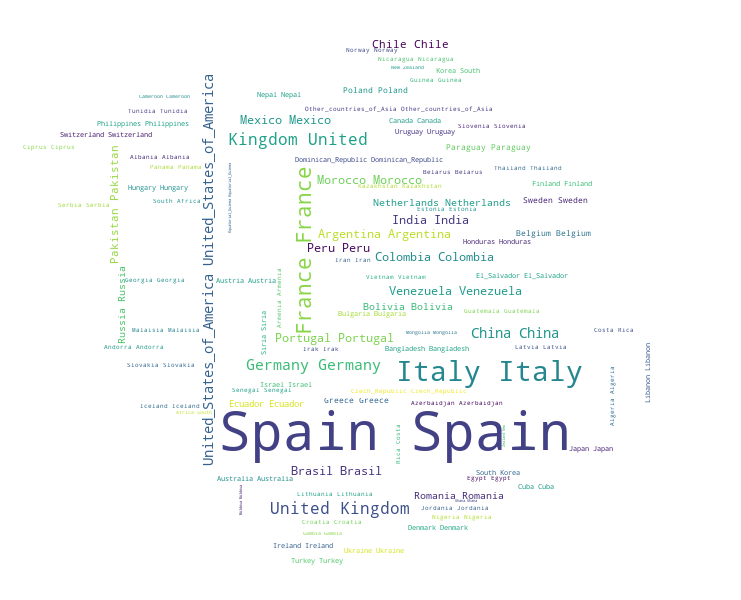 Chile Chile
Norway Norway
Nicaragua Nicaragua
New Zealand
Korea South
Guinea Guinea
Poland Poland
Nepal Nepal
Cameroon Cameroon
Tunidia Tunidia
Other_countries_of_Asia Other_countries_of_Asia
Philippines Philippines
Mexico Mexico
Canada Canada
Slovenia Slovenia
Switzerland Switzerland
Uruguay Uruguay
Kingdom United
Ciprus Ciprus
Paraguay Paraguay
Albania Albania
Dominican_Republic Dominican_Republic
Panama Panama
Belarus Belarus
Thailand Thailand
Morocco Morocco
Kazakhstan Kazakhstan
Finland Finland
Hungary Hungary
South Africa
Netherlands Netherlands
Sweden Sweden
Serbia Serbia
Estonia Estonia
India India
Argentina Argentina
Belgium Belgium
Honduras Honduras
Peru Peru
Iran Iran
Colombia Colombia
Pakistan Pakistan
United_States_of_America United_States_of_America
France France
Russia Russia
Georgia Georgia
Austria Austria
Armenia Armenia
Vietnam Vietnam
El_Salvador El_Salvador
Venezuela Venezuela
Bolivia Bolivia
Bulgaria Bulgaria
Guatemala Guatemala
Malaisia Malaisia
Siria Siria
Portugal Portugal
Mongolia Mongolia
China China
Costa Rica
Andorra Andorra
Irak Irak
Bangladesh Bangladesh
Latvia Latvia
Slovakia Slovakia
Germany Germany
Italy Italy
Libanon Libanon
Algeria Algeria
Israel Israel
Senegal Senegal
Czech_Republic Czech_Republic
Iceland Iceland
Ecuador Ecuador
Greece Greece
Azerbaidjan Azerbaidjan
Spain Spain
Rica Costa
Japan Japan
Brasil Brasil
South Korea
Australia Australia
Egypt Egypt
Cuba Cuba
Lithuania Lithuania
Romania Romania
Ghana Ghana
United Kingdom
Jordania Jordania
Nigeria Nigeria
Croatia Croatia
Denmark Denmark
Gambia Gambia
Ireland Ireland
Ukraine Ukraine
Turkey Turkey